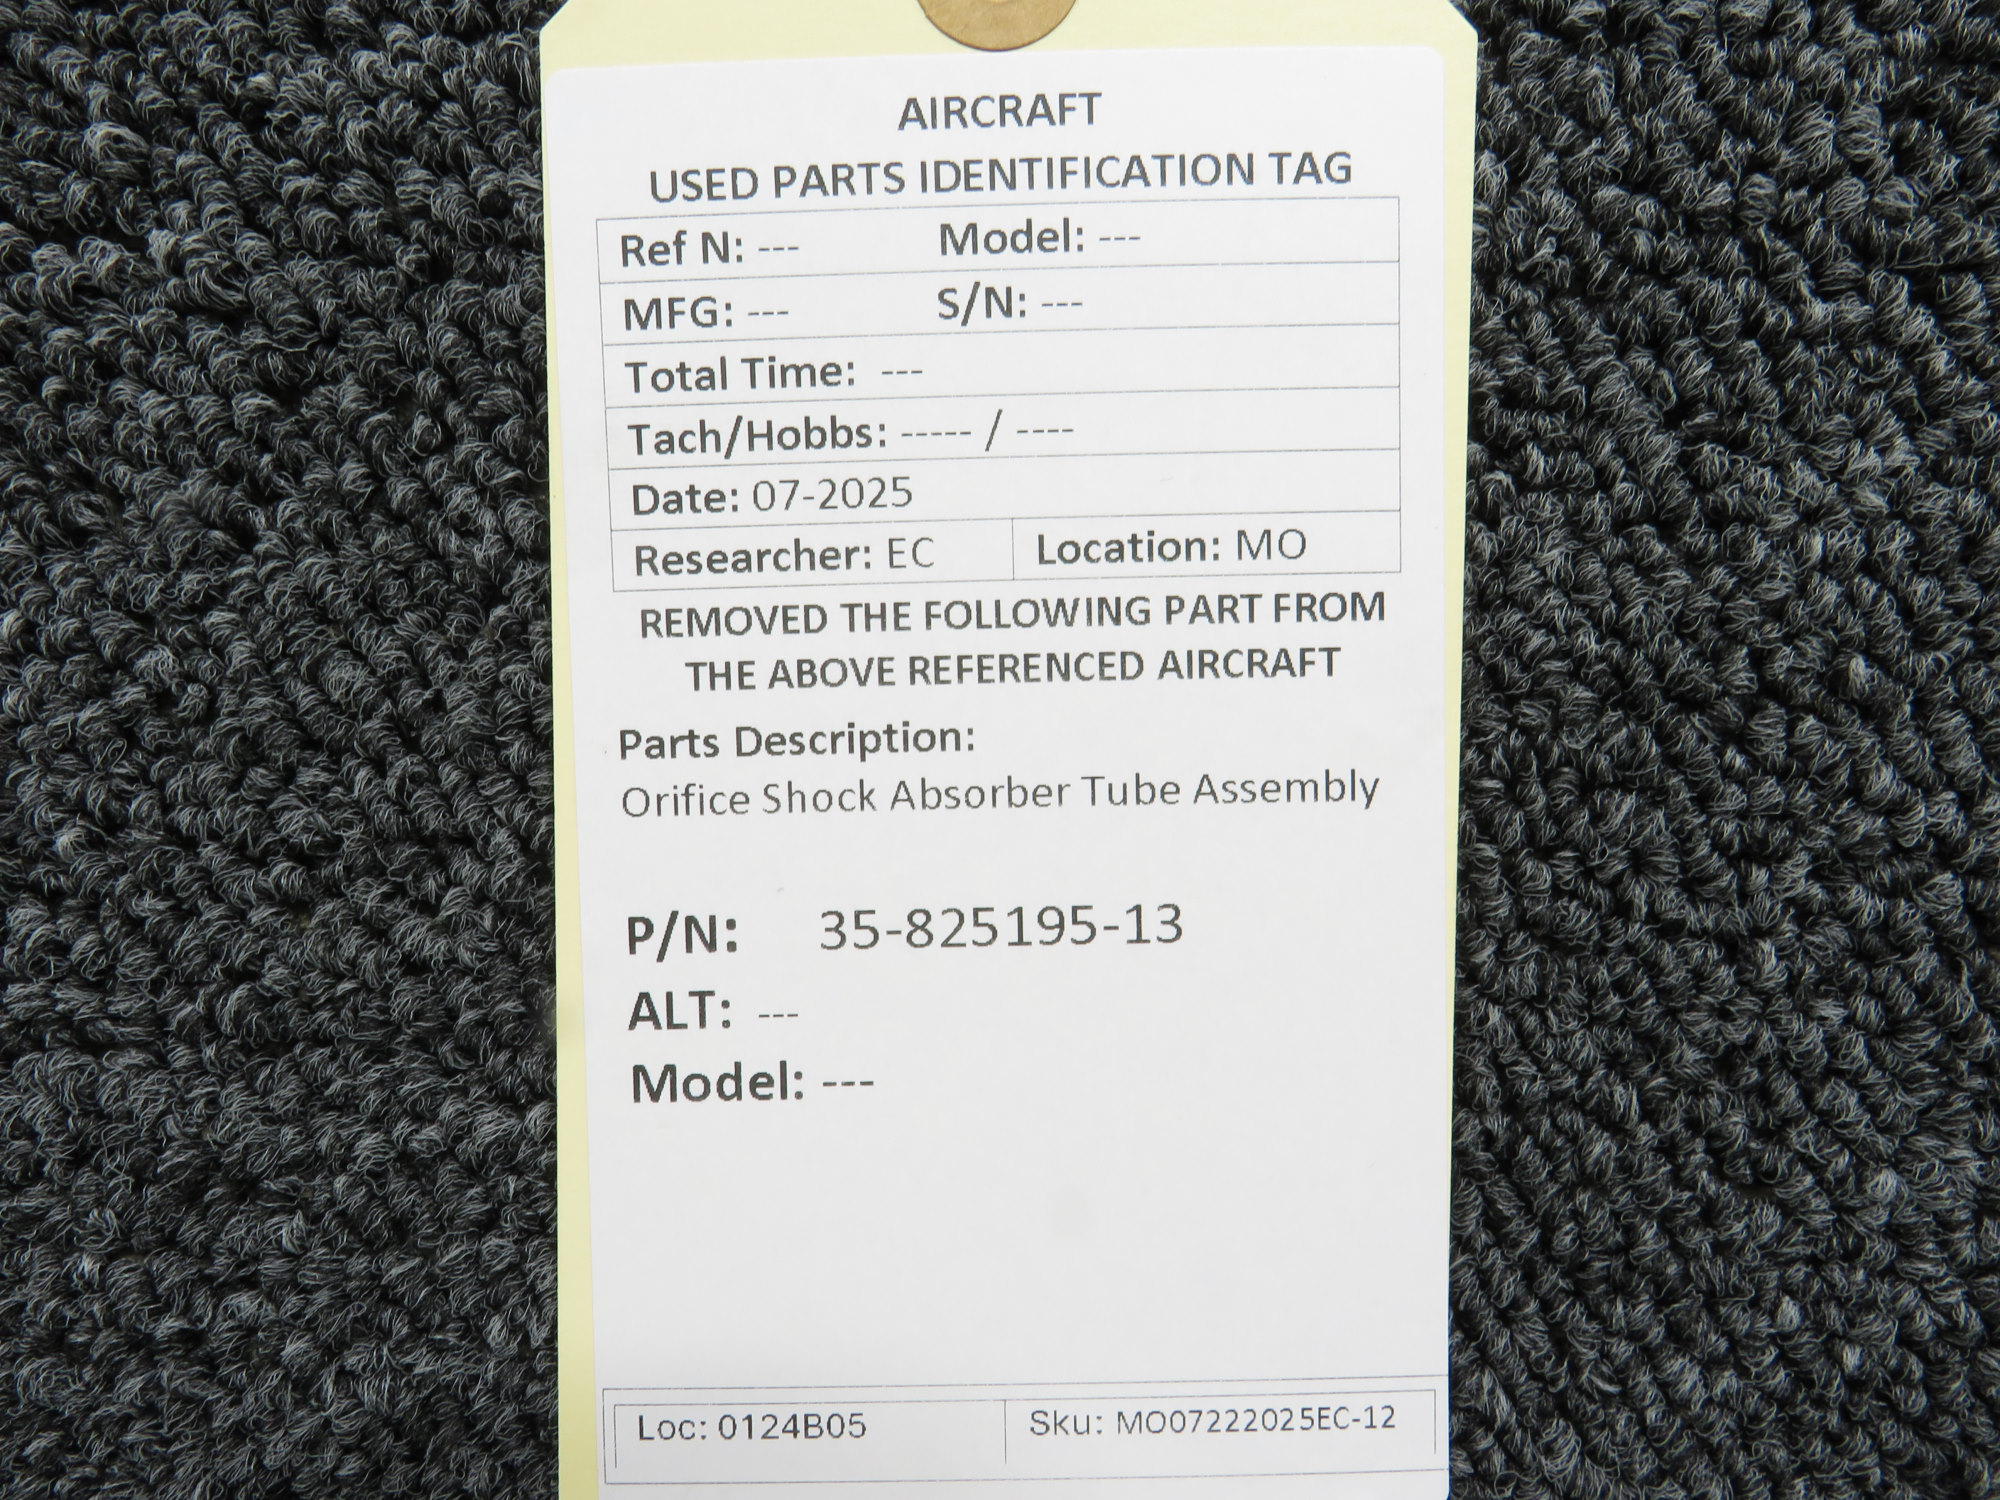 AIRCRAFT
USED PARTS IDENTIFICATION TAG
Ref N: --- Model: ---
MFG: --- S/N: ---
Total Time: ---
Tach/Hobbs: ----- / ----
Date: 07-2025
Researcher: EC Location: MO
REMOVED THE FOLLOWING PART FROM
THE ABOVE REFERENCED AIRCRAFT
Parts Description:
Orifice Shock Absorber Tube Assembly
P/N: 35-825195-13
ALT: ---
Model: ---
Loc: 0124B05 Sku: MO07222025EC-12